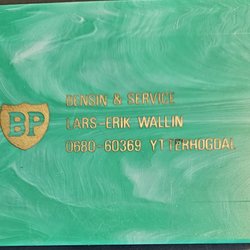 BP
BENSIN & SERVICE
LARS-ERIK WALLIN
0680-60369 YTTERHOGDAL